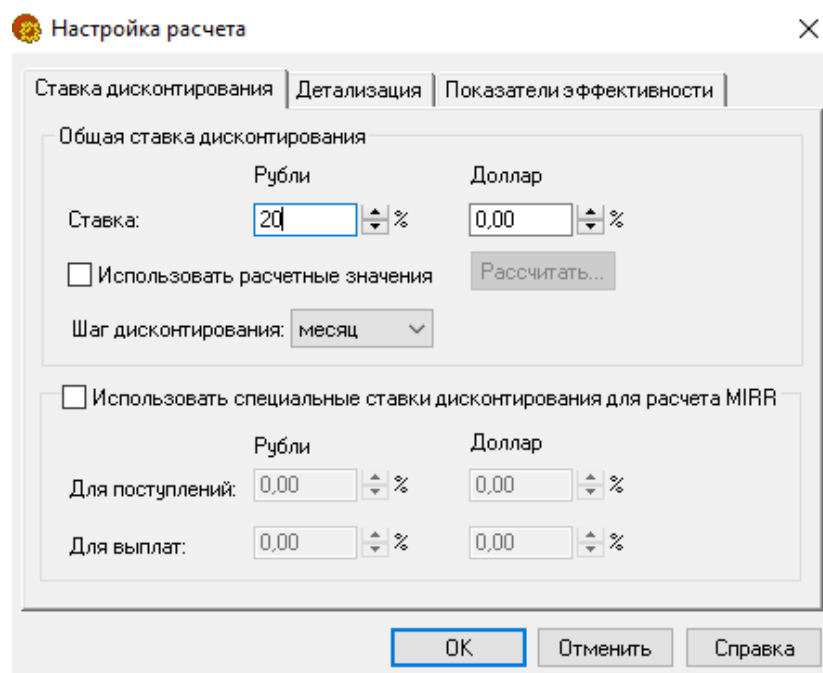 Настройка расчета
Ставка дисконтирования Детализация Показатели эффективности
Общая ставка дисконтирования
Рубли Доллар
Ставка: 20 % 0,00 %
Использовать расчетные значения Рассчитать...
Шаг дисконтирования: месяц
Использовать специальные ставки дисконтирования для расчета MIRR
Рубли Доллар
Для поступлений: 0,00 % 0,00 %
Для выплат: 0,00 % 0,00 %
OK Отменить Справка